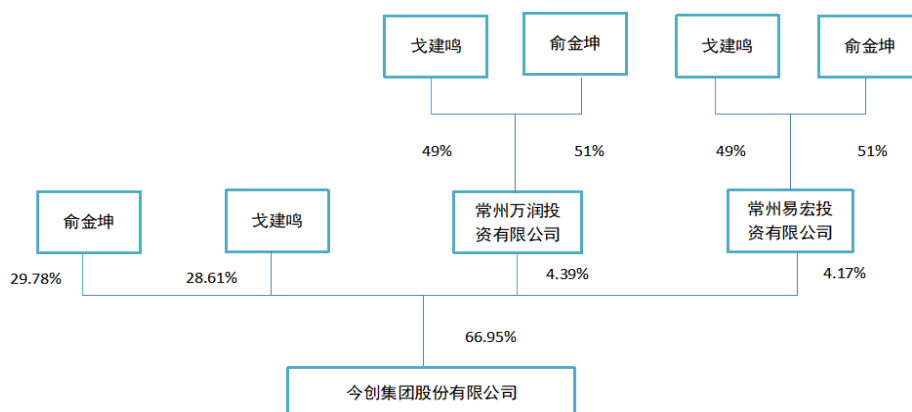 戈建鸣
俞金坤
戈建鸣
俞金坤
49%
51%
49%
51%
俞金坤
戈建鸣
常州万润投
资有限公司
常州易宏投
资有限公司
29.78%
28.61%
4.39%
4.17%
66.95%
今创集团股份有限公司